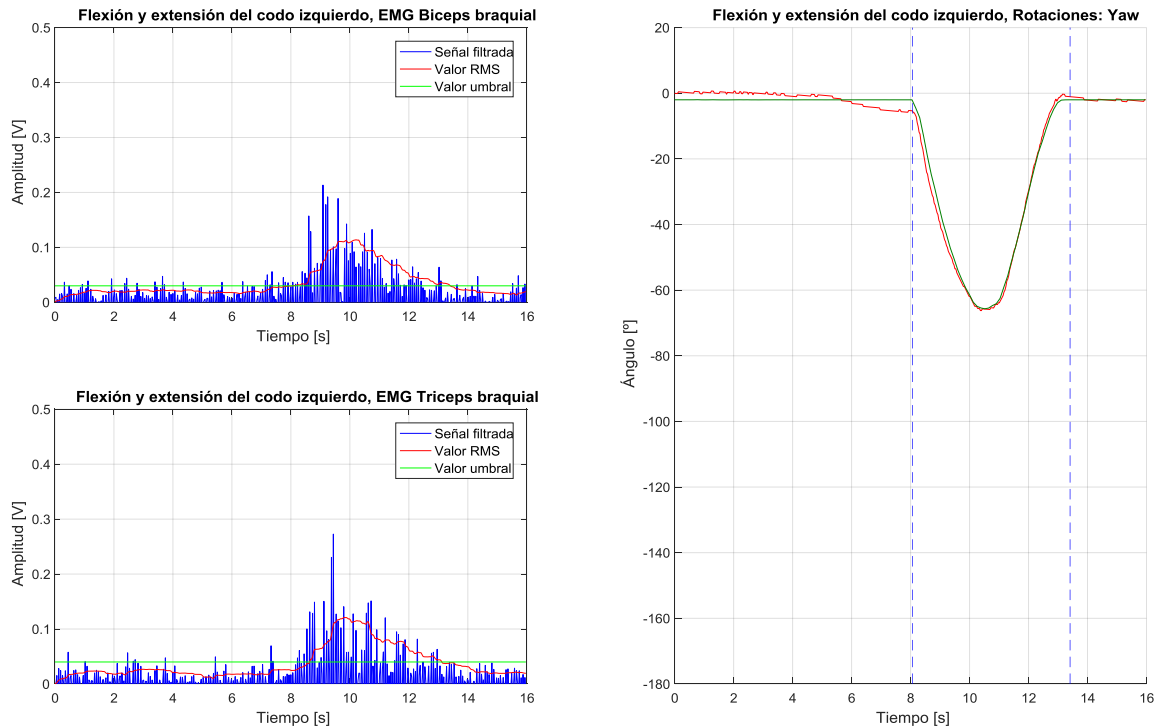 Flexión y extensión del codo izquierdo, EMG Biceps braquial
0.5
0.4
0.3
0.2
0.1
0
Amplitud [V]
Señal filtrada
Valor RMS
Valor umbral
0 2 4 6 8 10 12 14 16
Tiempo [s]
Flexión y extensión del codo izquierdo, EMG Triceps braquial
0.5
0.4
0.3
0.2
0.1
0
Amplitud [V]
Señal filtrada
Valor RMS
Valor umbral
0 2 4 6 8 10 12 14 16
Tiempo [s]
Flexión y extensión del codo izquierdo, Rotaciones: Yaw
20
0
-20
-40
-60
-80
-100
-120
-140
-160
-180
Ángulo [º]
0 2 4 6 8 10 12 14 16
Tiempo [s]